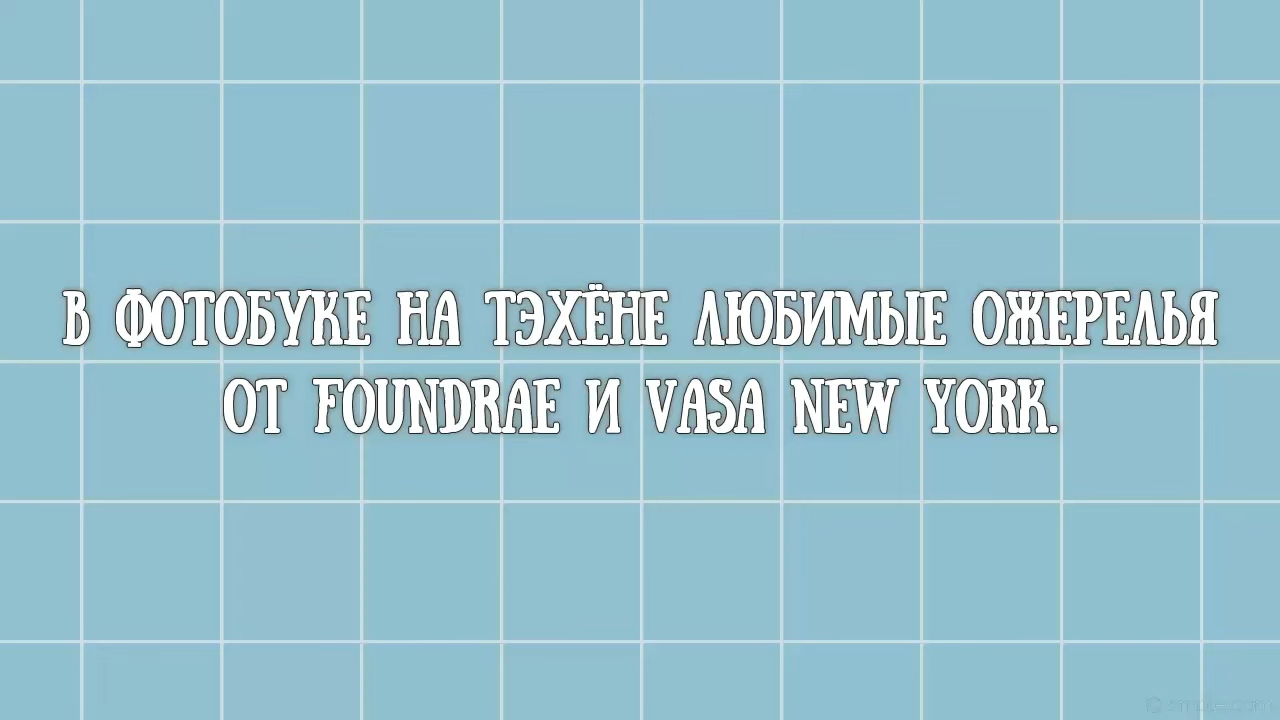 В ФОТОБУКЕ НА ТЭХЁНЕ ЛЮБИМЫЕ ОЖЕРЕЛЬЯ
ОТ FOUNDRAE И VASA NEW YORK.